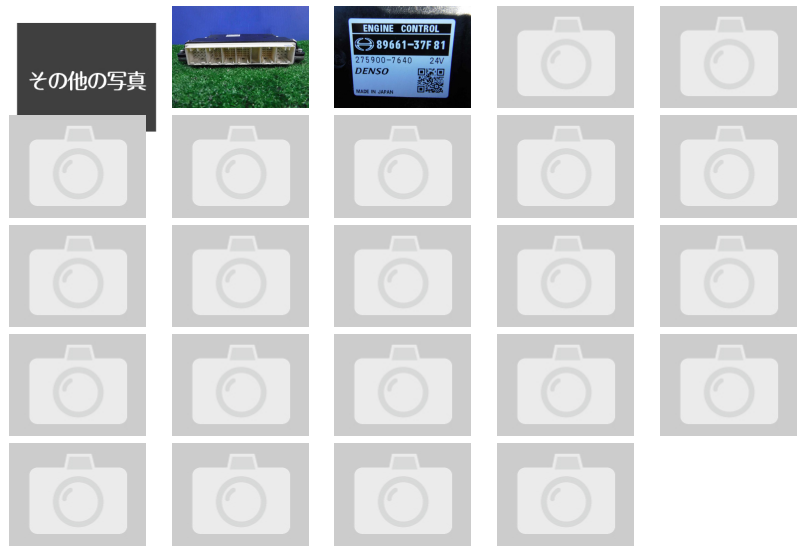 その他の写真
ENGINE CONTROL
89661-37F81
275900-7640 24V
DENSO
MADE IN JAPAN